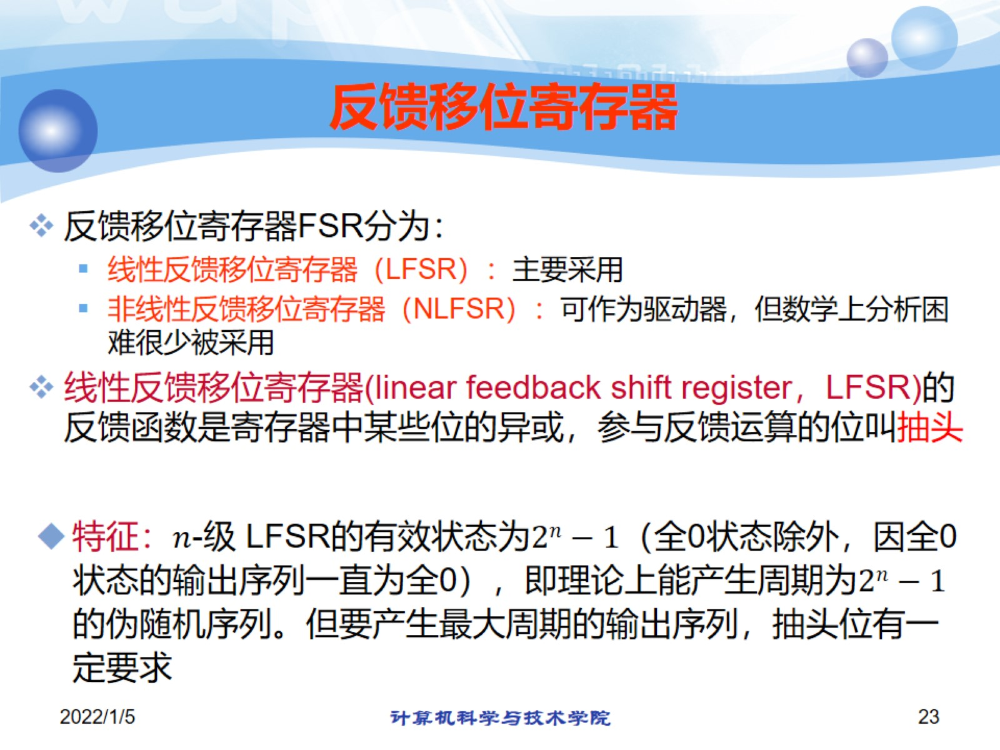 反馈移位寄存器
反馈移位寄存器FSR分为：
线性反馈移位寄存器（LFSR）：主要采用
非线性反馈移位寄存器（NLFSR）：可作为驱动器，但数学上分析困
难很少被采用
线性反馈移位寄存器(linear feedback shift register，LFSR)的
反馈函数是寄存器中某些位的异或，参与反馈运算的位叫抽头
特征：n-级 LFSR的有效状态为2ⁿ − 1（全0状态除外，因全0
状态的输出序列一直为全0），即理论上能产生周期为2ⁿ − 1
的伪随机序列。但要产生最大周期的输出序列，抽头位有一
定要求
2022/1/5
计算机科学与技术学院
23